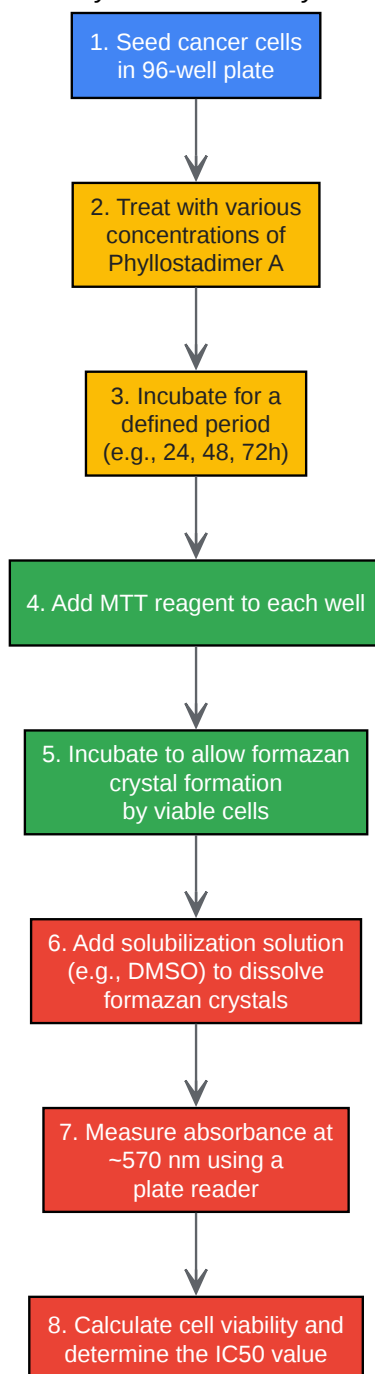 1. Seed cancer cells
in 96-well plate
2. Treat with various
concentrations of
Phyllostadimer A
3. Incubate for a
defined period
(e.g., 24, 48, 72h)
4. Add MTT reagent to each well
5. Incubate to allow formazan
crystal formation
by viable cells
6. Add solubilization solution
(e.g., DMSO) to dissolve
formazan crystals
7. Measure absorbance at
~570 nm using a
plate reader
8. Calculate cell viability and
determine the IC50 value